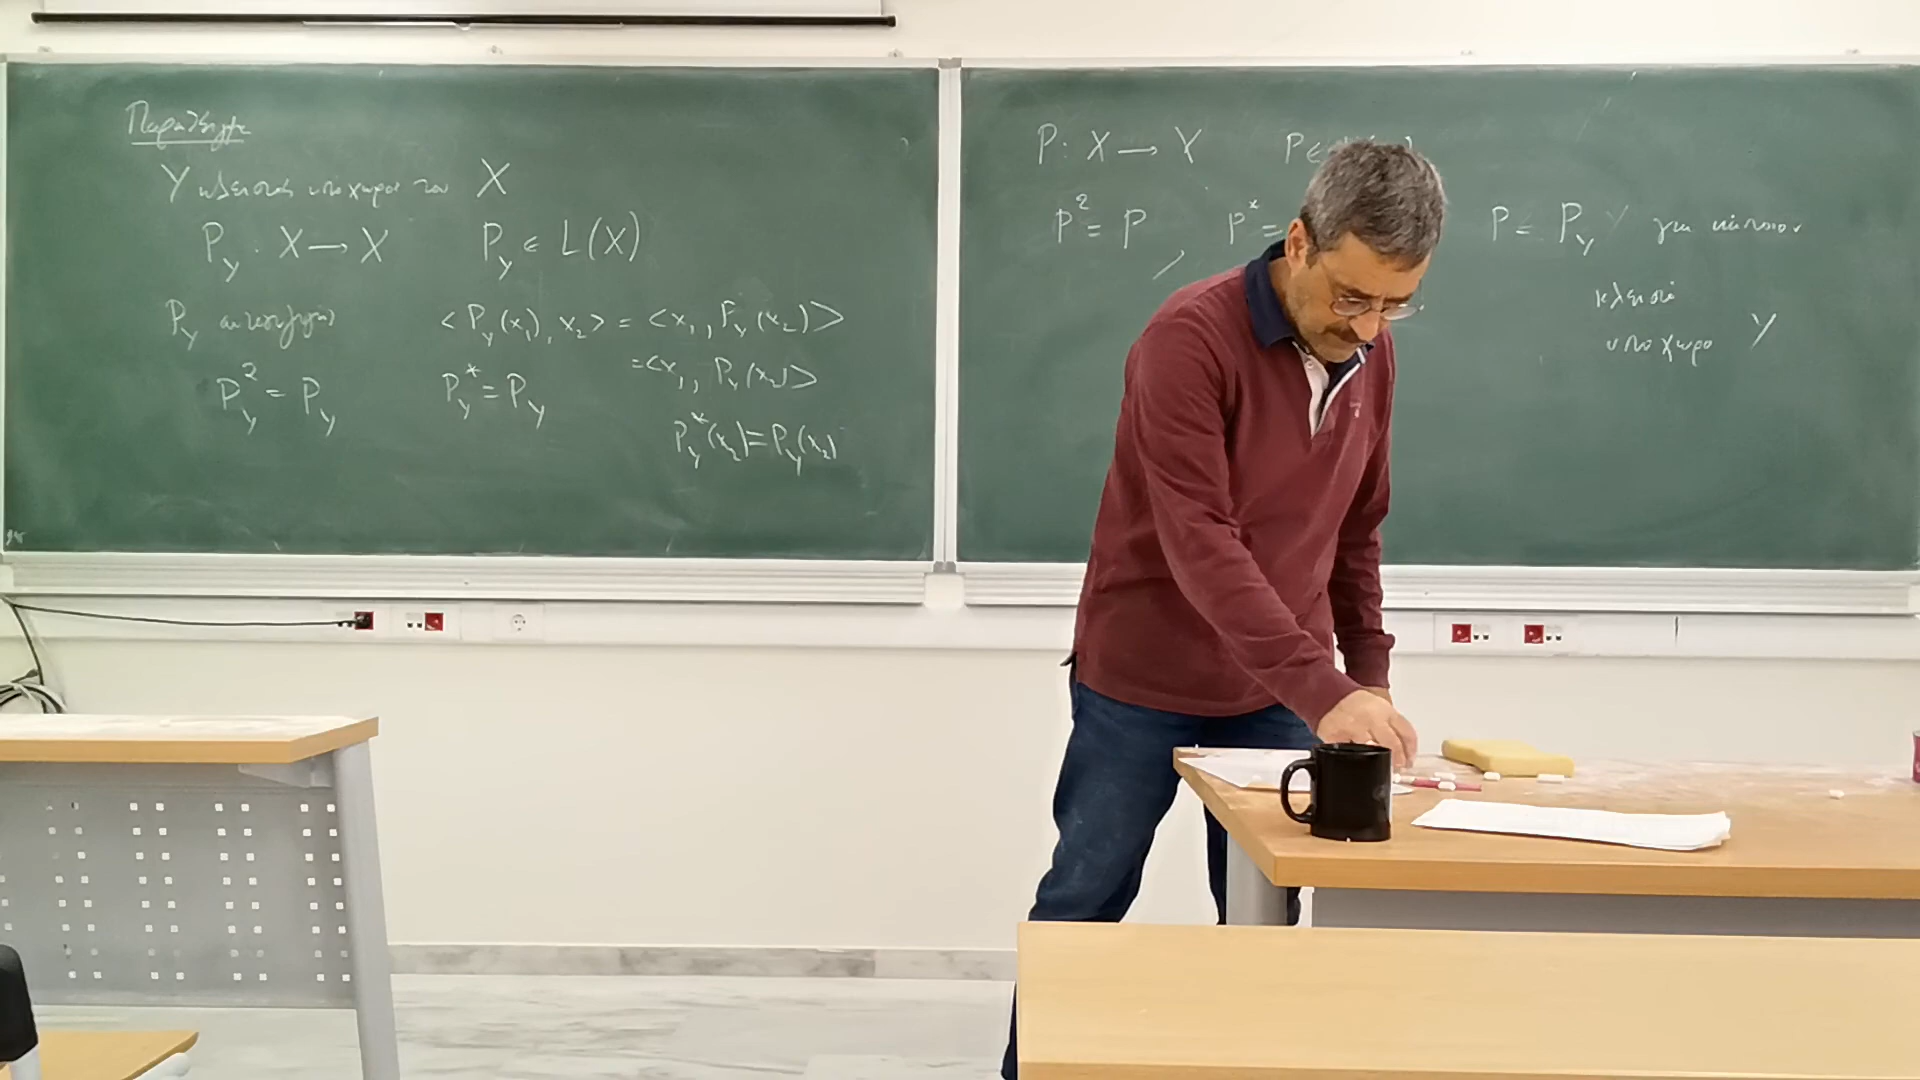 Παράδειγμα
Υ κλειστός υπόχωρος του Χ
P_Y : X → X P_Y ∈ L(X)
P_Y αυτοσυζυγής < P_Y(x_1), x_2 > = < x_1, P_Y(x_2) >
= < x_1, P_Y(x_2) >
P_Y^2 = P_Y P_Y^* = P_Y
P_Y^*(x_2) = P_Y(x_2)
P : X → X P ∈
P^2 = P , P^* = P = P_Y για κάποιον
κλειστό
υπόχωρο Υ